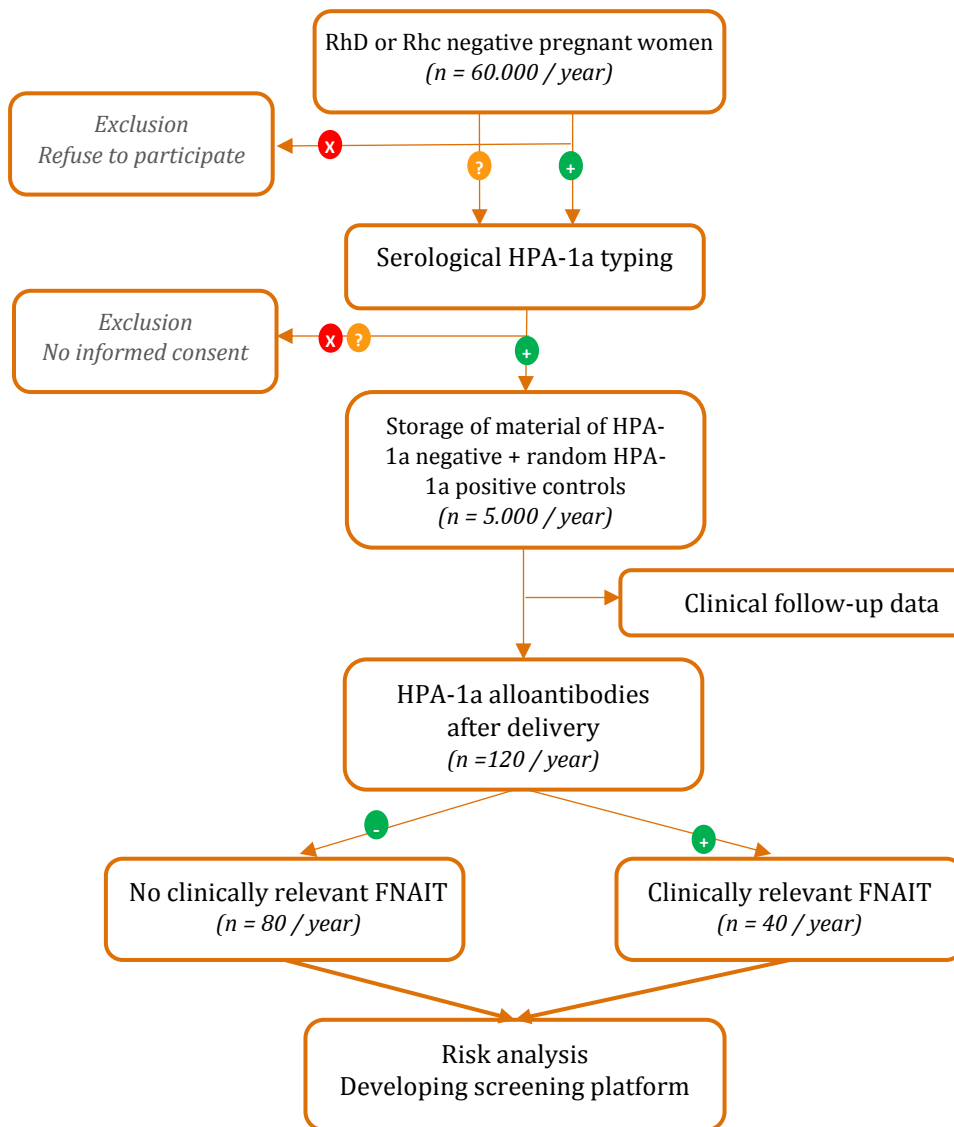 RhD or Rhc negative pregnant women
(n = 60.000 / year)
Exclusion
Refuse to participate
X
?
+
Serological HPA-1a typing
Exclusion
No informed consent
X
?
+
Storage of material of HPA-
1a negative + random HPA-
1a positive controls
(n = 5.000 / year)
Clinical follow-up data
HPA-1a alloantibodies
after delivery
(n =120 / year)
-
+
No clinically relevant FNAIT
(n = 80 / year)
Clinically relevant FNAIT
(n = 40 / year)
Risk analysis
Developing screening platform